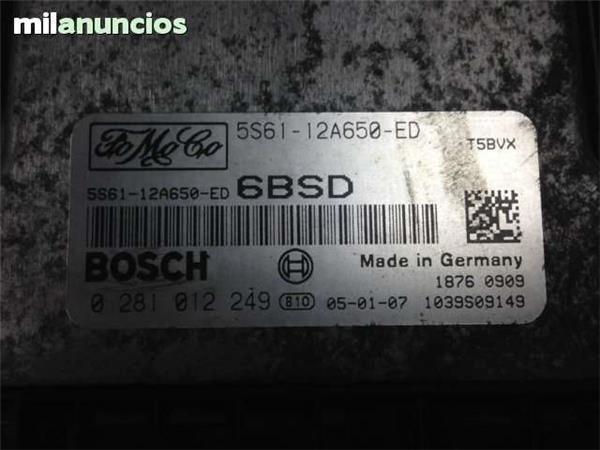 milanuncios
FoMoCo
5S61-12A650-ED
T5BVX
5S61-12A650-ED 6BSD
BOSCH
Made in Germany
1876 0909
0 281 012 249 810 05-01-07 1039S09149